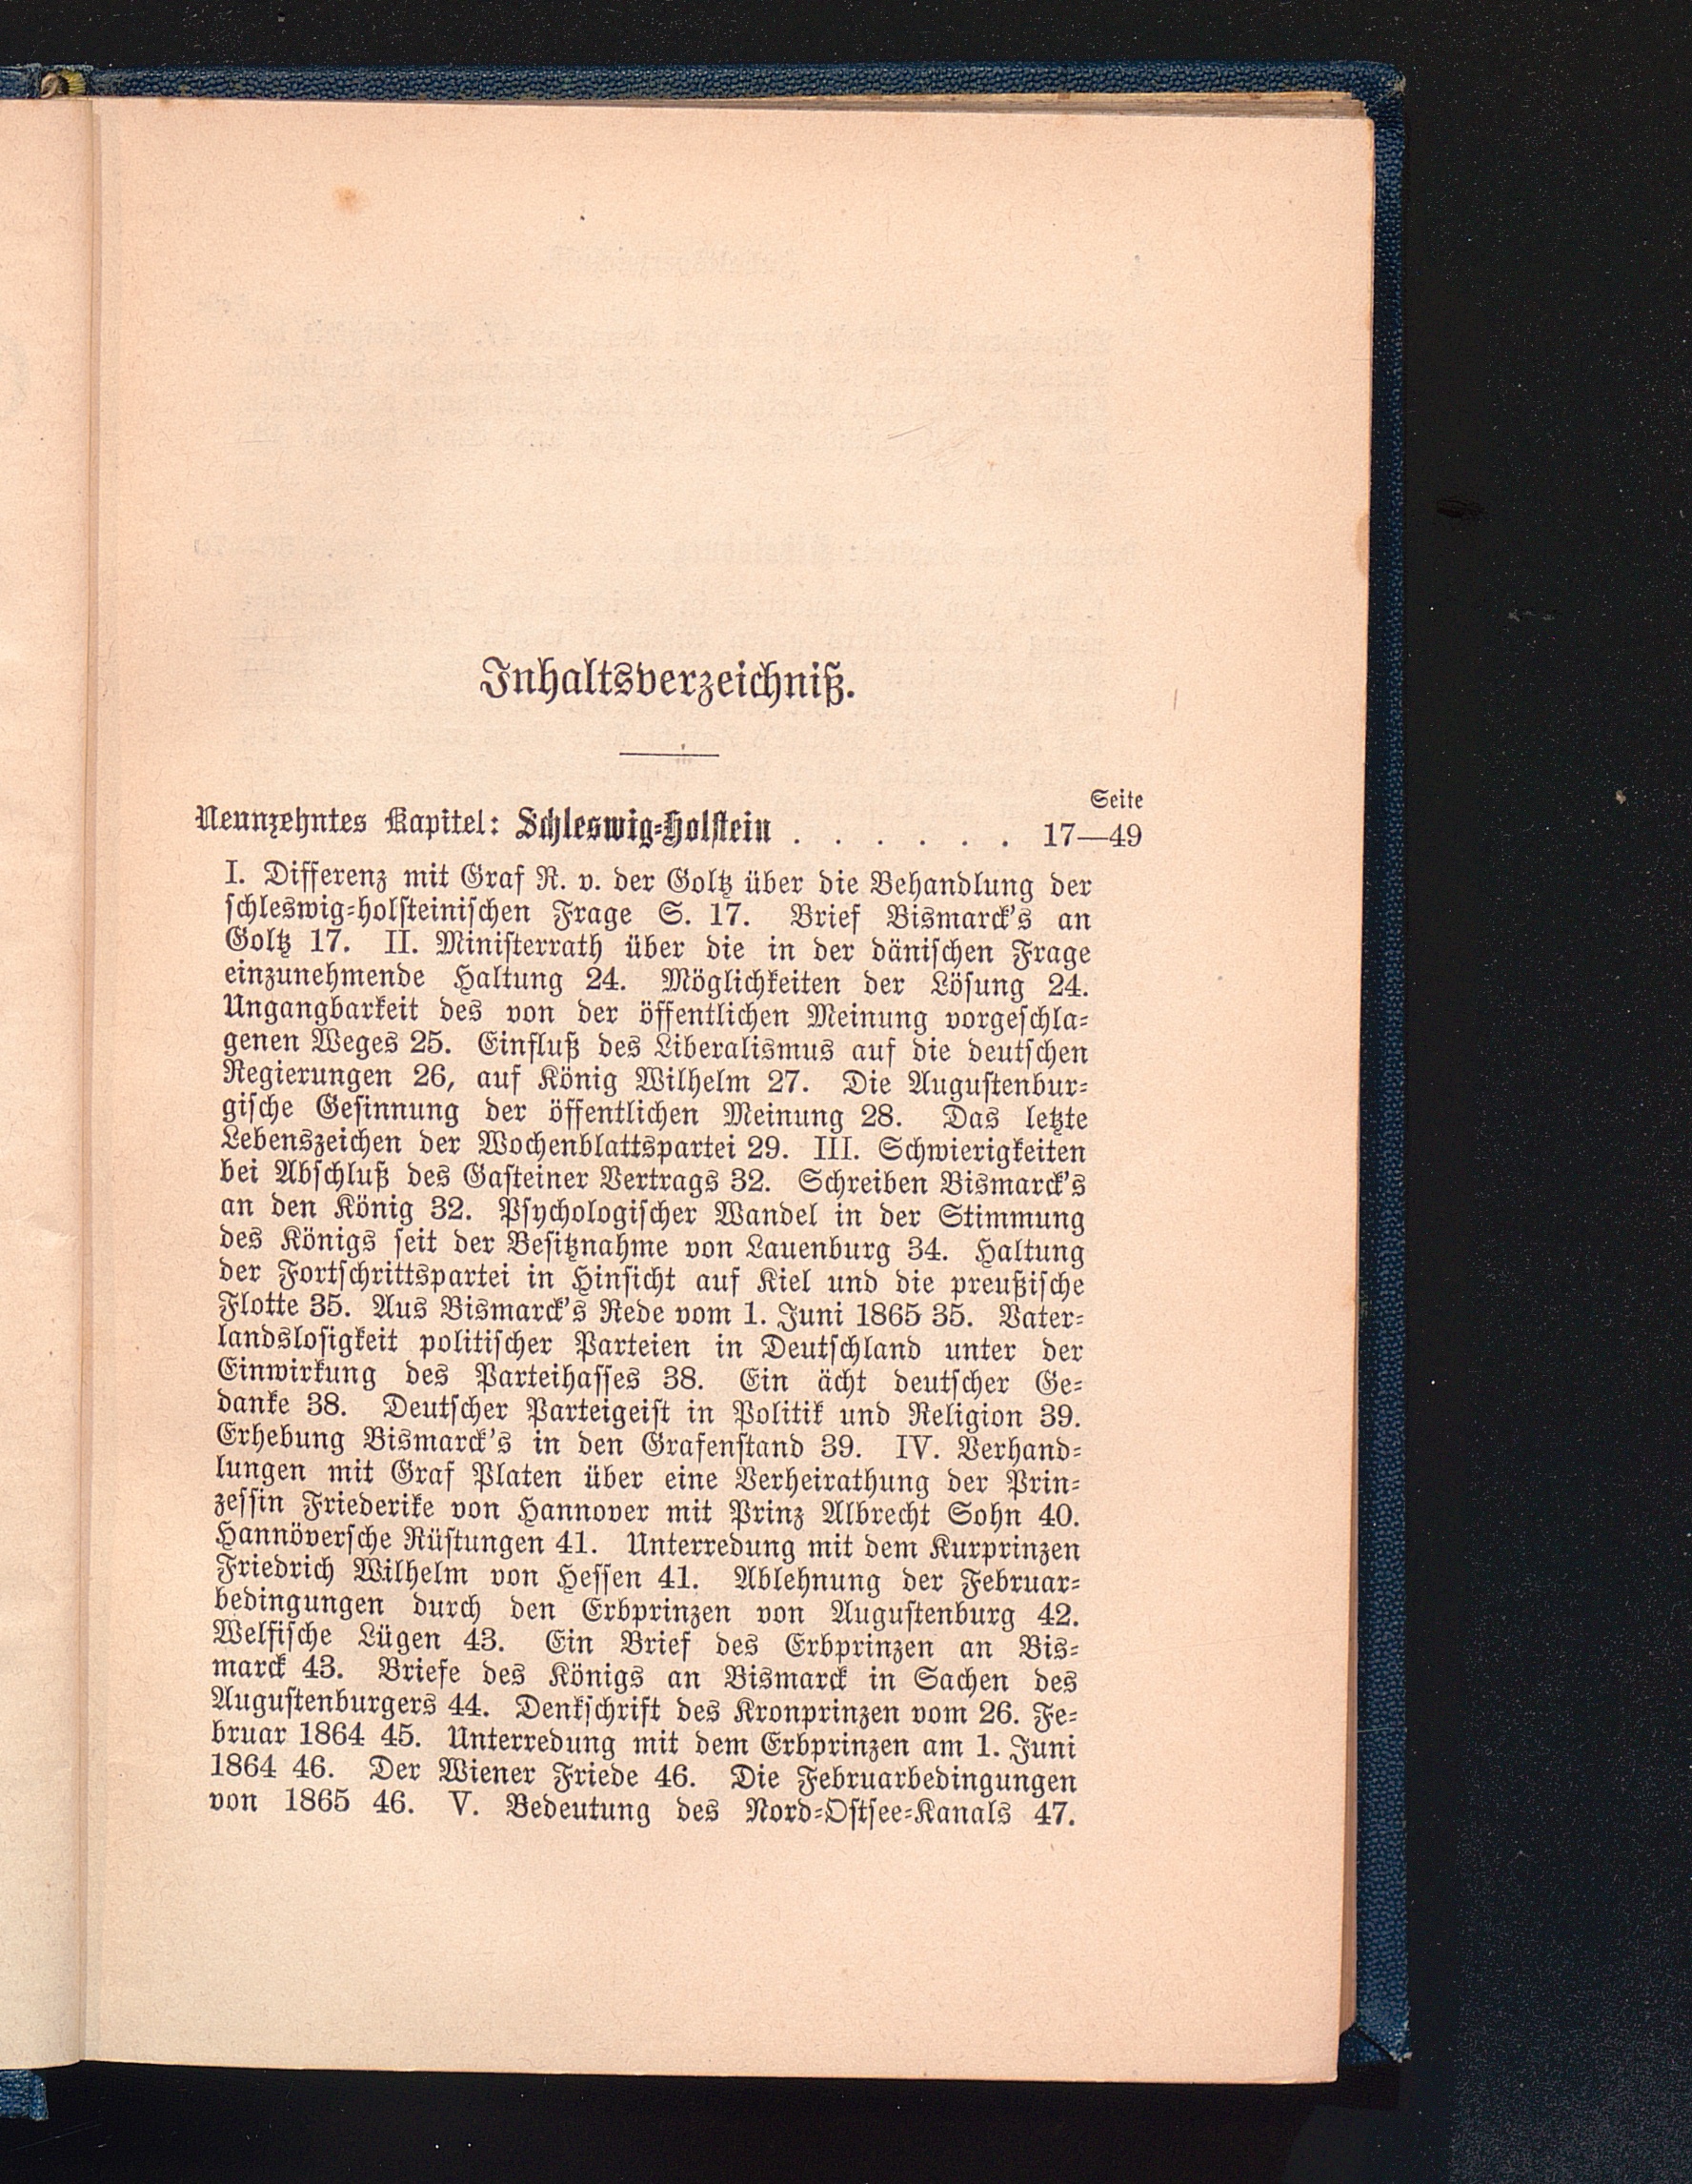 Inhaltsverzeichniß.
Seite
Neunzehntes Kapitel: Schleswig-Holstein . . . . . . 17—49
I. Differenz mit Graf R. v. der Goltz über die Behandlung der
schleswig-holsteinischen Frage S. 17. Brief Bismarck's an
Goltz 17. II. Ministerrath über die in der dänischen Frage
einzunehmende Haltung 24. Möglichkeiten der Lösung 24.
Ungangbarkeit des von der öffentlichen Meinung vorgeschla-
genen Weges 25. Einfluß des Liberalismus auf die deutschen
Regierungen 26, auf König Wilhelm 27. Die Augustenbur-
gische Gesinnung der öffentlichen Meinung 28. Das letzte
Lebenszeichen der Wochenblattspartei 29. III. Schwierigkeiten
bei Abschluß des Gasteiner Vertrags 32. Schreiben Bismarck's
an den König 32. Psychologischer Wandel in der Stimmung
des Königs seit der Besitznahme von Lauenburg 34. Haltung
der Fortschrittspartei in Hinsicht auf Kiel und die preußische
Flotte 35. Aus Bismarck's Rede vom 1. Juni 1865 35. Vater-
landslosigkeit politischer Parteien in Deutschland unter der
Einwirkung des Parteihasses 38. Ein ächt deutscher Ge-
danke 38. Deutscher Parteigeist in Politik und Religion 39.
Erhebung Bismarck's in den Grafenstand 39. IV. Verhand-
lungen mit Graf Platen über eine Verheirathung der Prin-
zessin Friederike von Hannover mit Prinz Albrecht Sohn 40.
Hannöversche Rüstungen 41. Unterredung mit dem Kurprinzen
Friedrich Wilhelm von Hessen 41. Ablehnung der Februar-
bedingungen durch den Erbprinzen von Augustenburg 42.
Welfische Lügen 43. Ein Brief des Erbprinzen an Bis-
marck 43. Briefe des Königs an Bismarck in Sachen des
Augustenburgers 44. Denkschrift des Kronprinzen vom 26. Fe-
bruar 1864 45. Unterredung mit dem Erbprinzen am 1. Juni
1864 46. Der Wiener Friede 46. Die Februarbedingungen
von 1865 46. V. Bedeutung des Nord-Ostsee-Kanals 47.